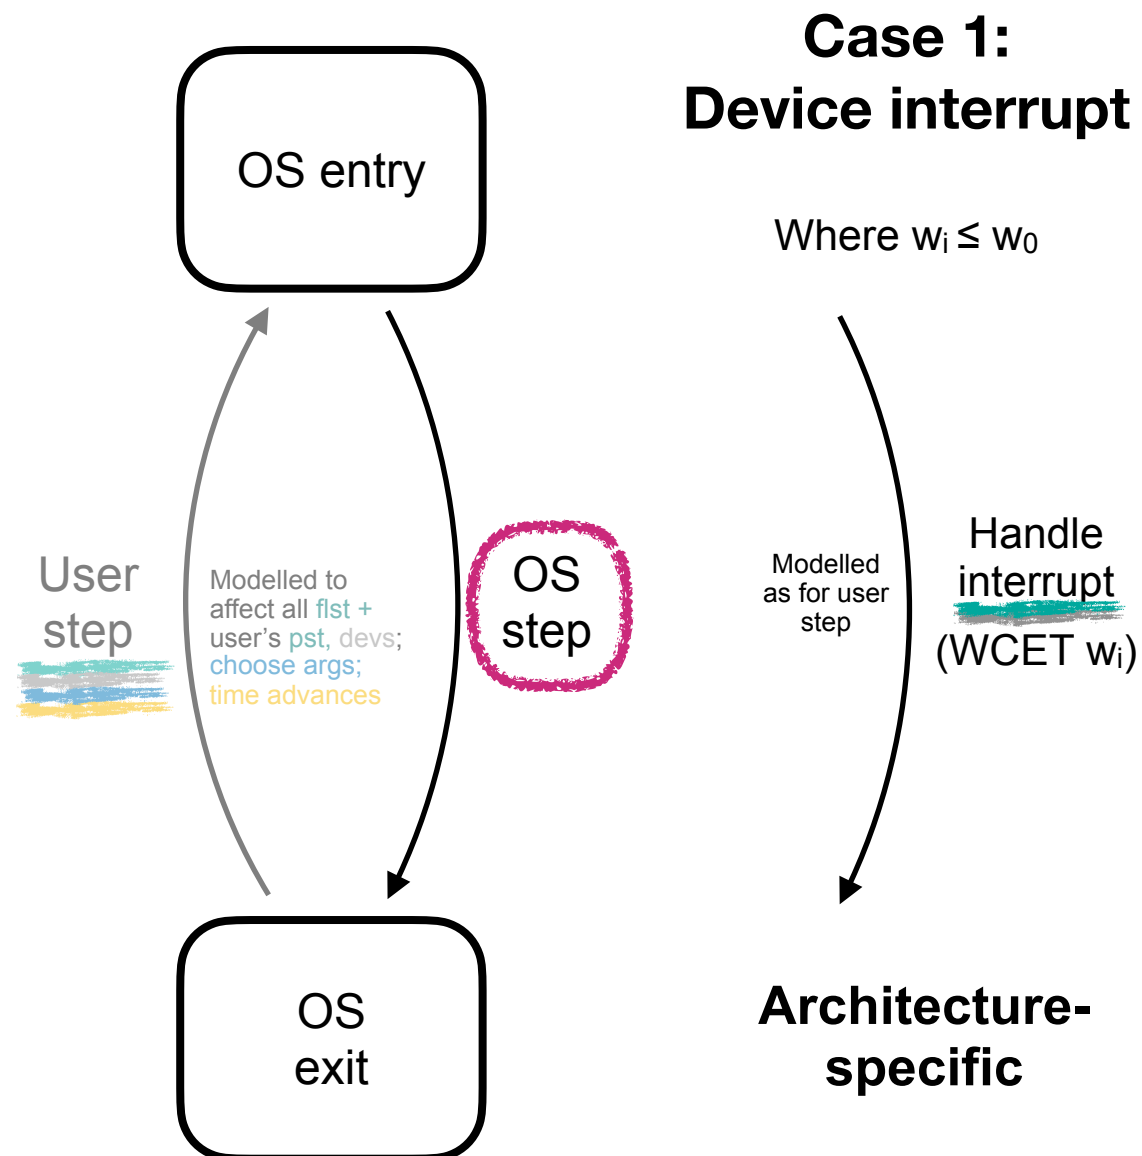 Case 1:
Device interrupt
OS entry
Where wᵢ ≤ w₀
User
step
Modelled to
affect all flst +
user's pst, devs;
choose args;
time advances
OS
step
Modelled
as for user
step
Handle
interrupt
(WCET wᵢ)
OS
exit
Architecture-
specific